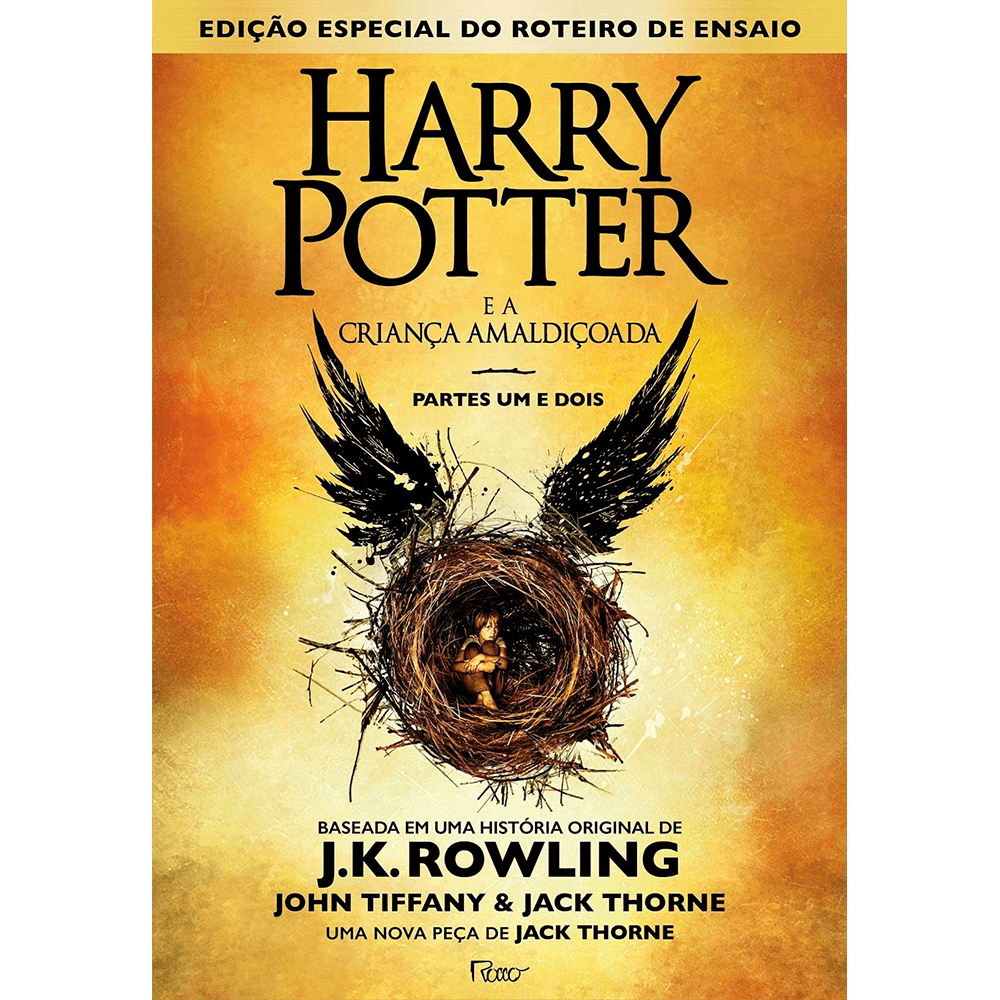 EDIÇÃO ESPECIAL DO ROTEIRO DE ENSAIO
HARRY
POTTER
E A
CRIANÇA AMALDIÇOADA
PARTES UM E DOIS
BASEADA EM UMA HISTÓRIA ORIGINAL DE
J.K. ROWLING
JOHN TIFFANY & JACK THORNE
UMA NOVA PEÇA DE JACK THORNE
Rocco